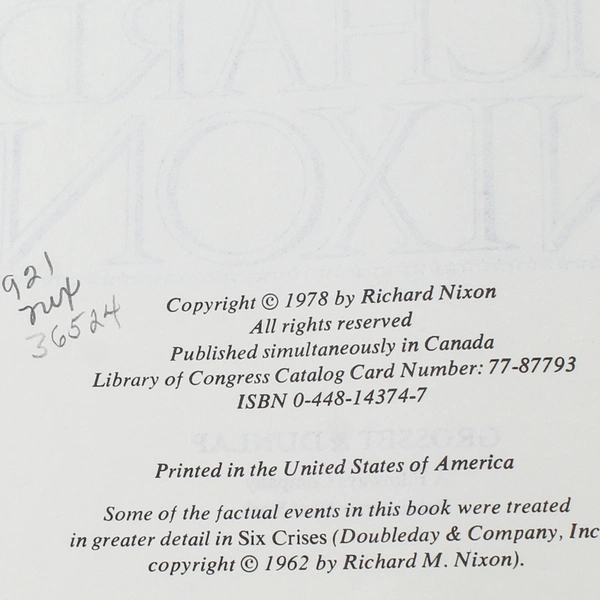 921
nix
36524
Copyright © 1978 by Richard Nixon
All rights reserved
Published simultaneously in Canada
Library of Congress Catalog Card Number: 77-87793
ISBN 0-448-14374-7
GROSSET & DUNLAP
Printed in the United States of America
Some of the factual events in this book were treated
in greater detail in Six Crises (Doubleday & Company, Inc
copyright © 1962 by Richard M. Nixon).